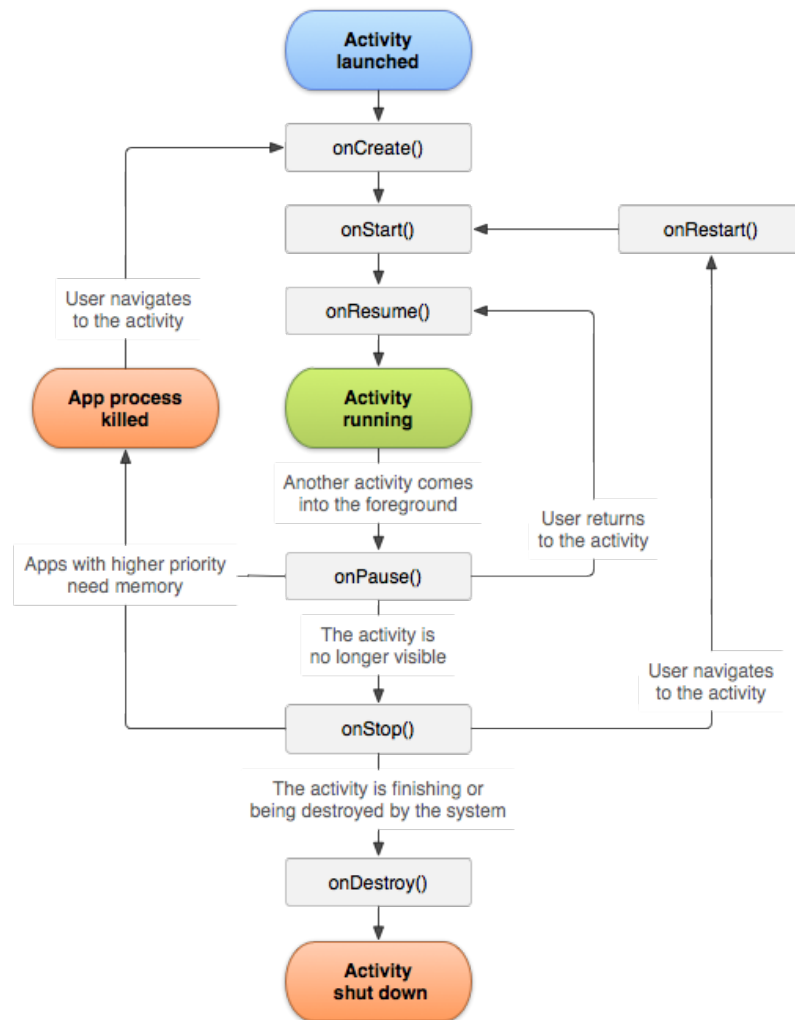 Activity
launched
onCreate()
onStart()
onRestart()
User navigates
to the activity
onResume()
App process
killed
Activity
running
Another activity comes
into the foreground
User returns
to the activity
Apps with higher priority
need memory
onPause()
The activity is
no longer visible
User navigates
to the activity
onStop()
The activity is finishing or
being destroyed by the system
onDestroy()
Activity
shut down